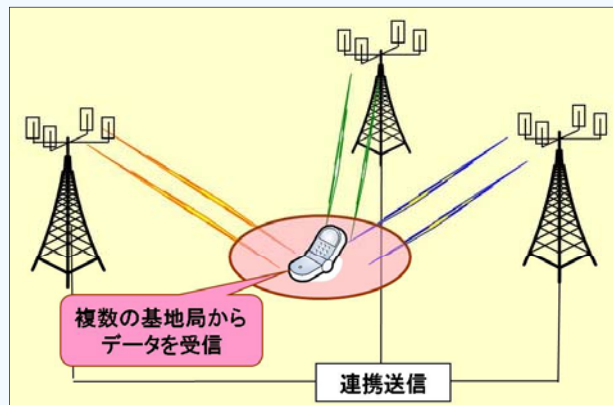 複数の基地局から
データを受信
連携送信